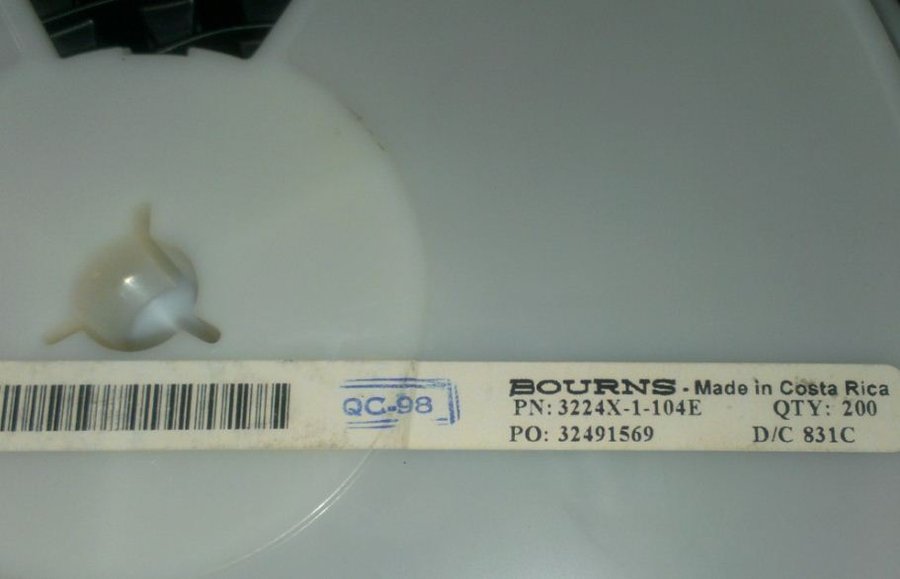 QC-98
BOURNS - Made in Costa Rica
PN: 3224X-1-104E QTY: 200
PO: 32491569 D/C 831C